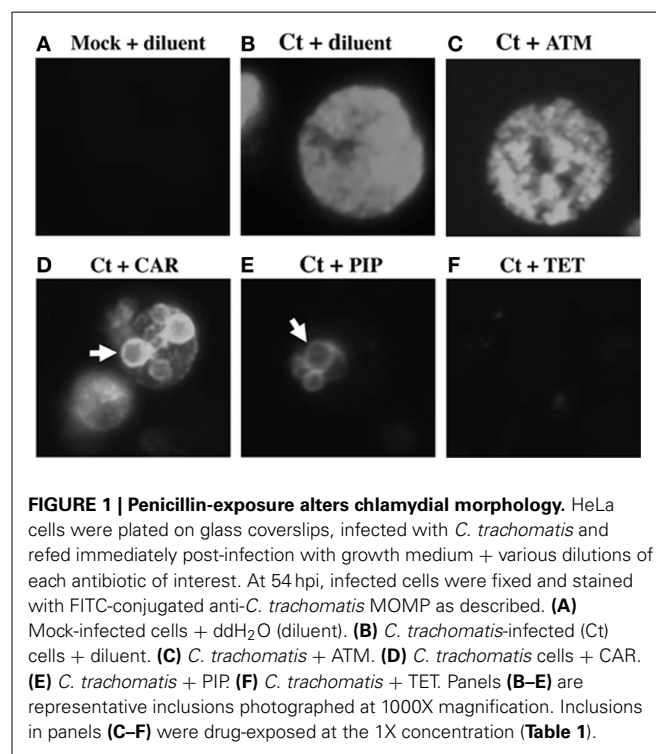 A Mock + diluent B Ct + diluent C Ct + ATM
D Ct + CAR E Ct + PIP F Ct + TET
FIGURE 1 | Penicillin-exposure alters chlamydial morphology. HeLa
cells were plated on glass coverslips, infected with C. trachomatis and
refed immediately post-infection with growth medium + various dilutions of
each antibiotic of interest. At 54 hpi, infected cells were fixed and stained
with FITC-conjugated anti-C. trachomatis MOMP as described. (A)
Mock-infected cells + ddH2O (diluent). (B) C. trachomatis-infected (Ct)
cells + diluent. (C) C. trachomatis + ATM. (D) C. trachomatis cells + CAR.
(E) C. trachomatis + PIP. (F) C. trachomatis + TET. Panels (B–E) are
representative inclusions photographed at 1000X magnification. Inclusions
in panels (C–F) were drug-exposed at the 1X concentration (Table 1).